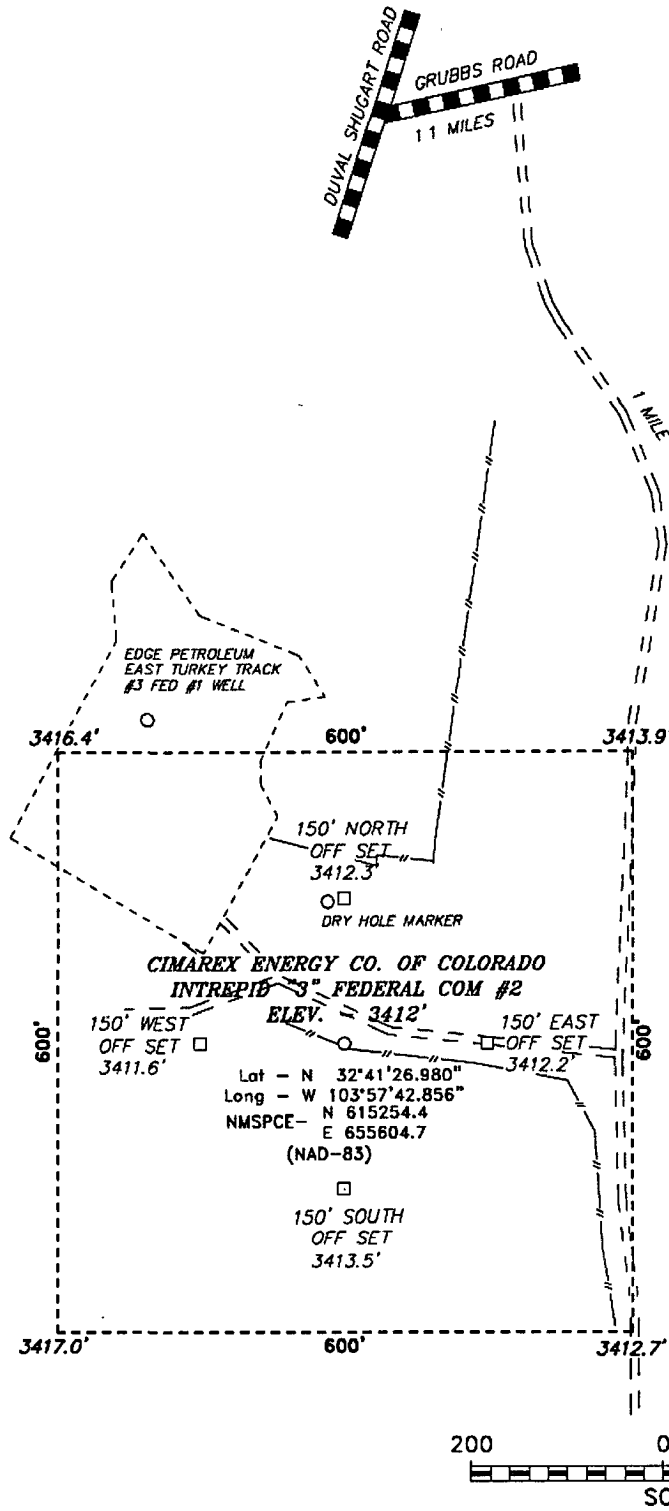 DUVAL SHUGART ROAD
GRUBBS ROAD
1 1 MILES
1 MILE
EDGE PETROLEUM
EAST TURKEY TRACK
#3 FED #1 WELL
3416.4'
600'
3413.9'
150' NORTH
OFF SET
3412.3'
DRY HOLE MARKER
CIMAREX ENERGY CO. OF COLORADO
INTREPID "3" FEDERAL COM #2
ELEV. 3412'
600'
150' WEST
OFF SET
3411.6'
150' EAST
OFF SET
3412.2'
600'
Lat - N 32°41'26.980"
Long - W 103°57'42.856"
NMSPCE- N 615254.4
E 655604.7
(NAD-83)
150' SOUTH
OFF SET
3413.5'
3417.0'
600'
3412.7'
200 0